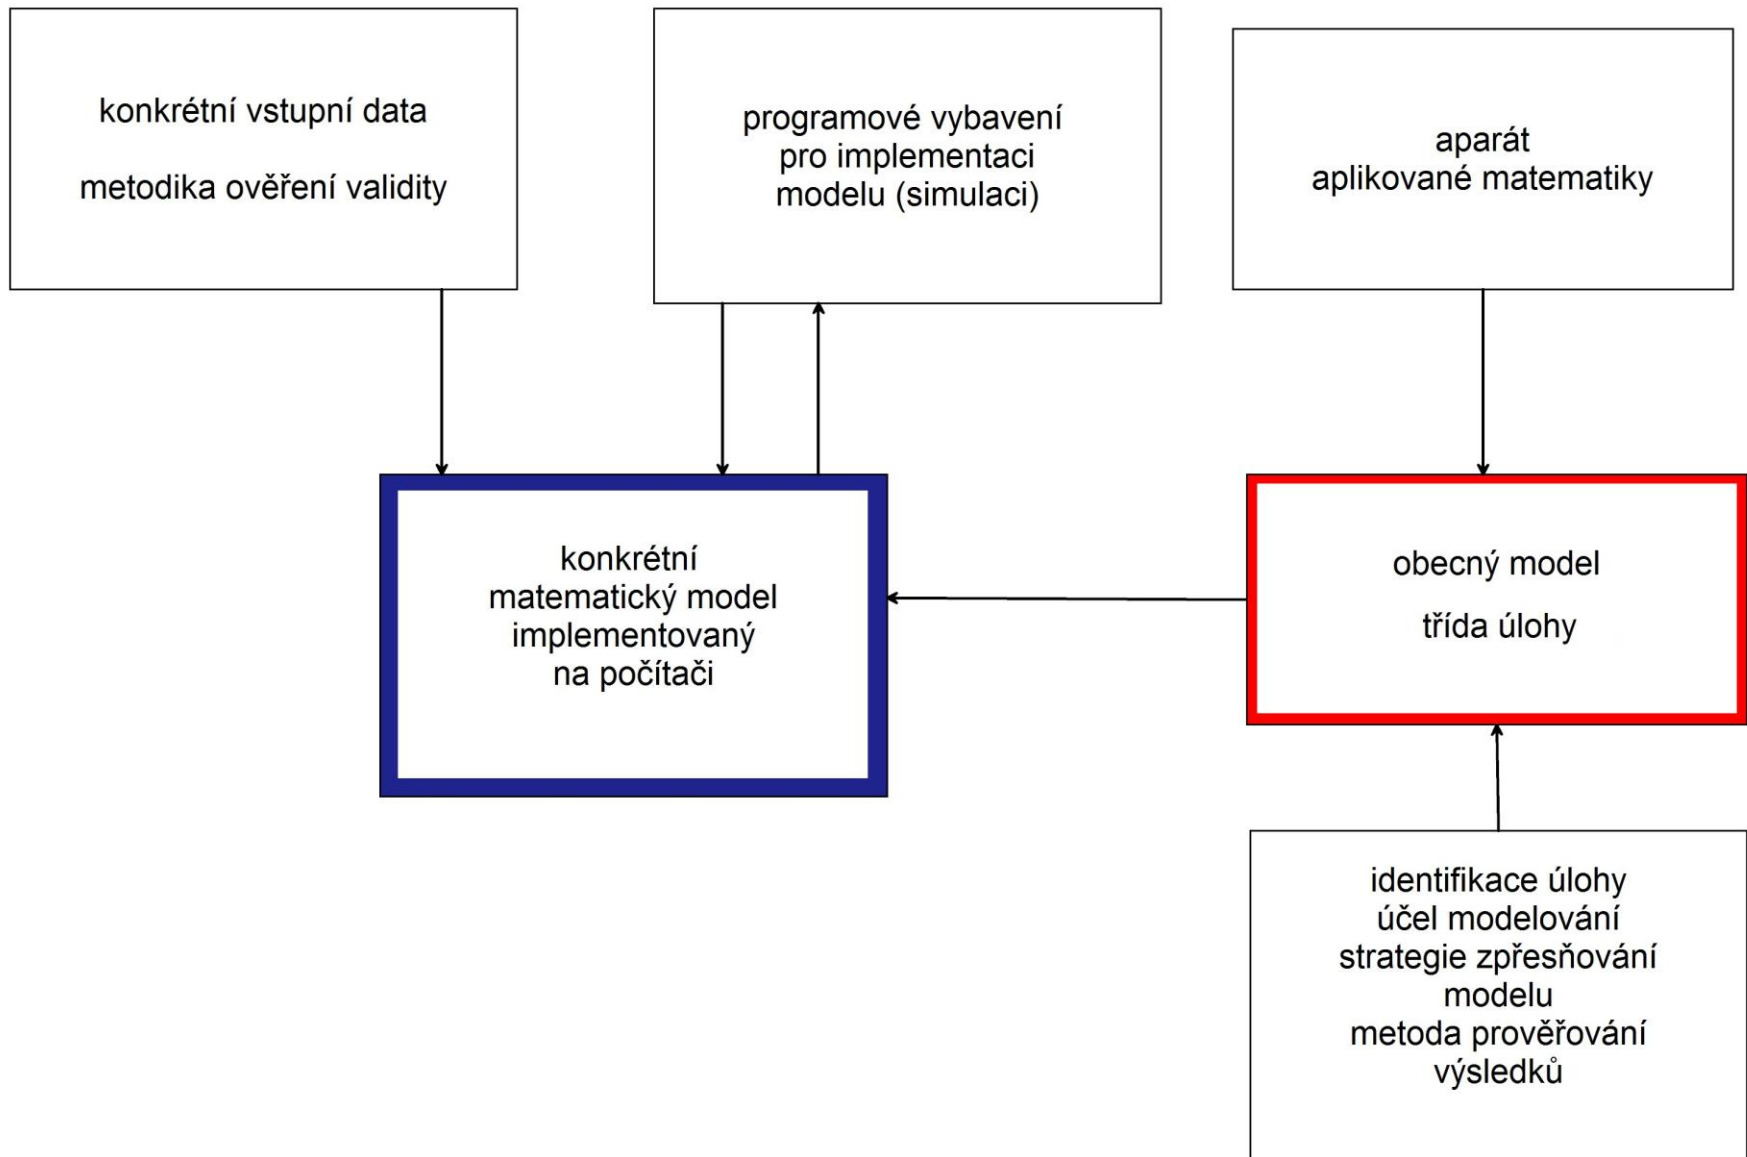 konkrétní vstupní data
metodika ověření validity
programové vybavení
pro implementaci
modelu (simulaci)
aparát
aplikované matematiky
konkrétní
matematický model
implementovaný
na počítači
obecný model
třída úlohy
identifikace úlohy
účel modelování
strategie zpřesňování
modelu
metoda prověřování
výsledků